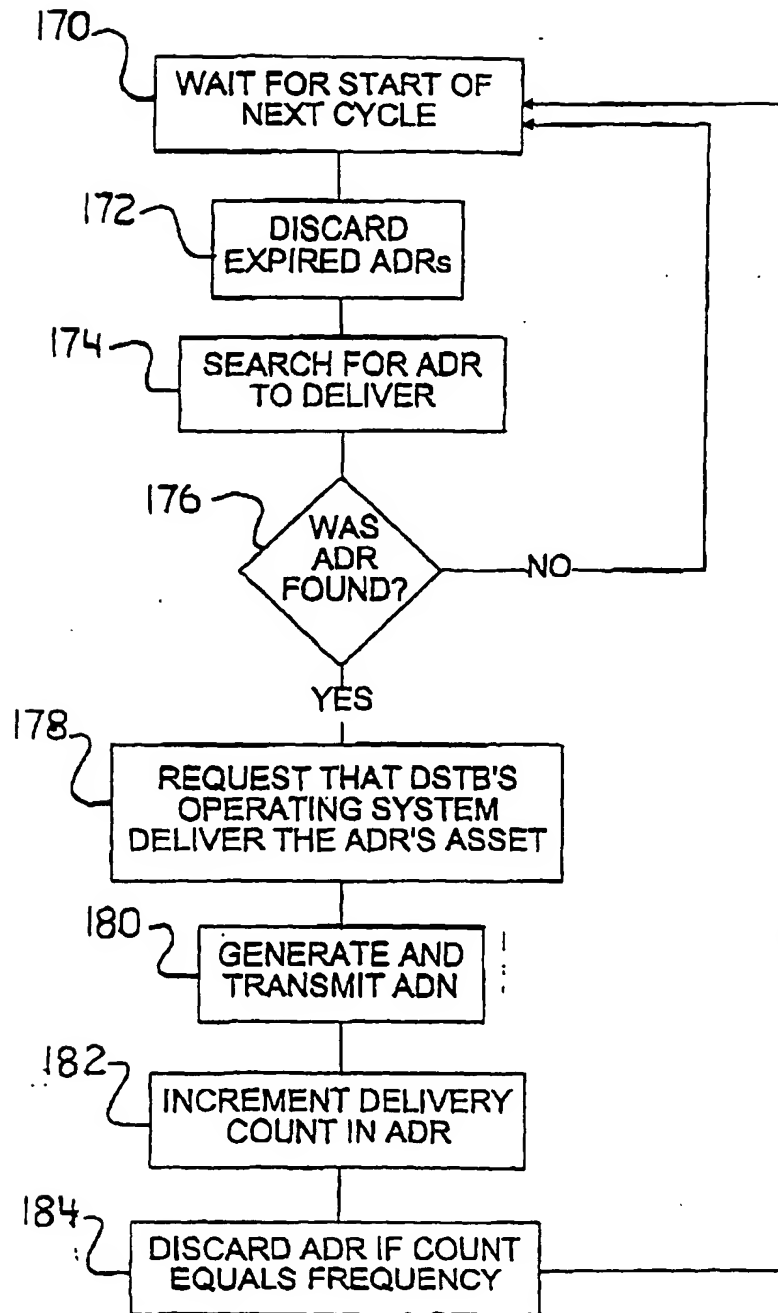 170
WAIT FOR START OF
NEXT CYCLE
172
DISCARD
EXPIRED ADRs
174
SEARCH FOR ADR
TO DELIVER
176
WAS
ADR
FOUND?
NO
YES
178
REQUEST THAT DSTB'S
OPERATING SYSTEM
DELIVER THE ADR'S ASSET
180
GENERATE AND
TRANSMIT ADN
182
INCREMENT DELIVERY
COUNT IN ADR
184
DISCARD ADR IF COUNT
EQUALS FREQUENCY